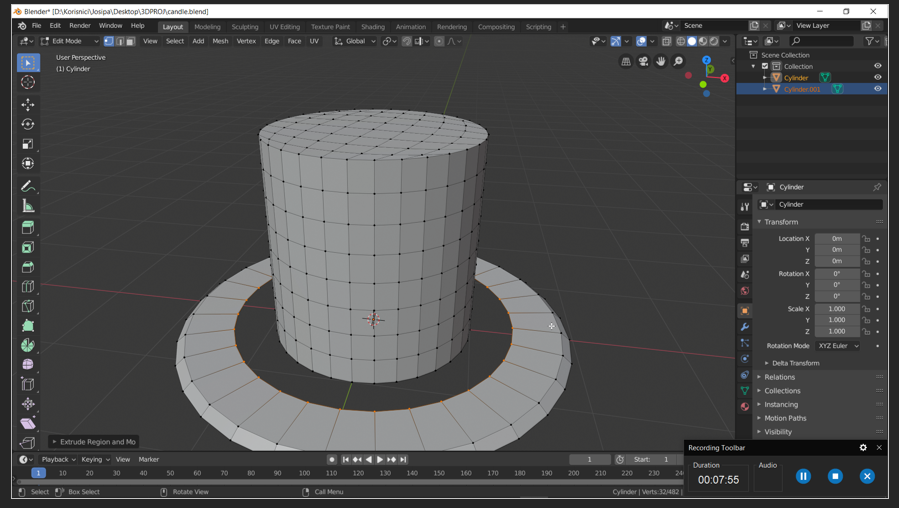 Blender* [D:\Korisnici\Josipa\Desktop\3DPROJ\candle.blend]
File Edit Render Window Help Layout Modeling Sculpting UV Editing Texture Paint Shading Animation Rendering Compositing Scripting + Scene View Layer
Edit Mode View Select Add Mesh Vertex Edge Face UV Global
User Perspective
(1) Cylinder
X
Y
Z
Scene Collection
Collection
Cylinder
Cylinder.001
Cylinder
Cylinder
Transform
Location X 0m
Y 0m
Z 0m
Rotation X 0°
Y 0°
Z 0°
Scale X 1.000
Y 1.000
Z 1.000
Rotation Mode XYZ Euler
Delta Transform
Relations
Collections
Instancing
Motion Paths
Visibility
Extrude Region and Mo
Playback Keying View Marker 1 Start: 1
1 10 20 30 40 50 60 70 80 90 100 110 120 130 140 150 160 170 180 190 200 210 220 230
Select Box Select Rotate View Call Menu Cylinder | Verts:32/482 |
Recording Toolbar
Duration Audio
00:07:55